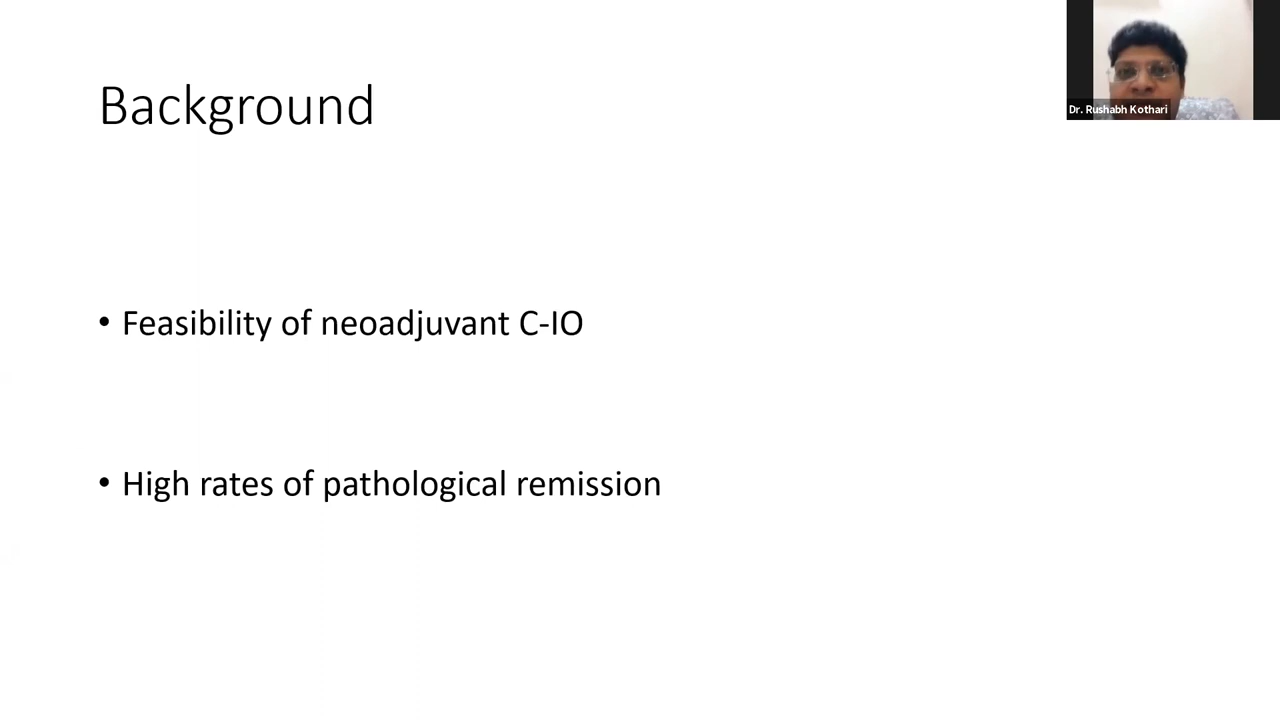 Background
Dr. Rushabh Kothari
• Feasibility of neoadjuvant C-IO
• High rates of pathological remission